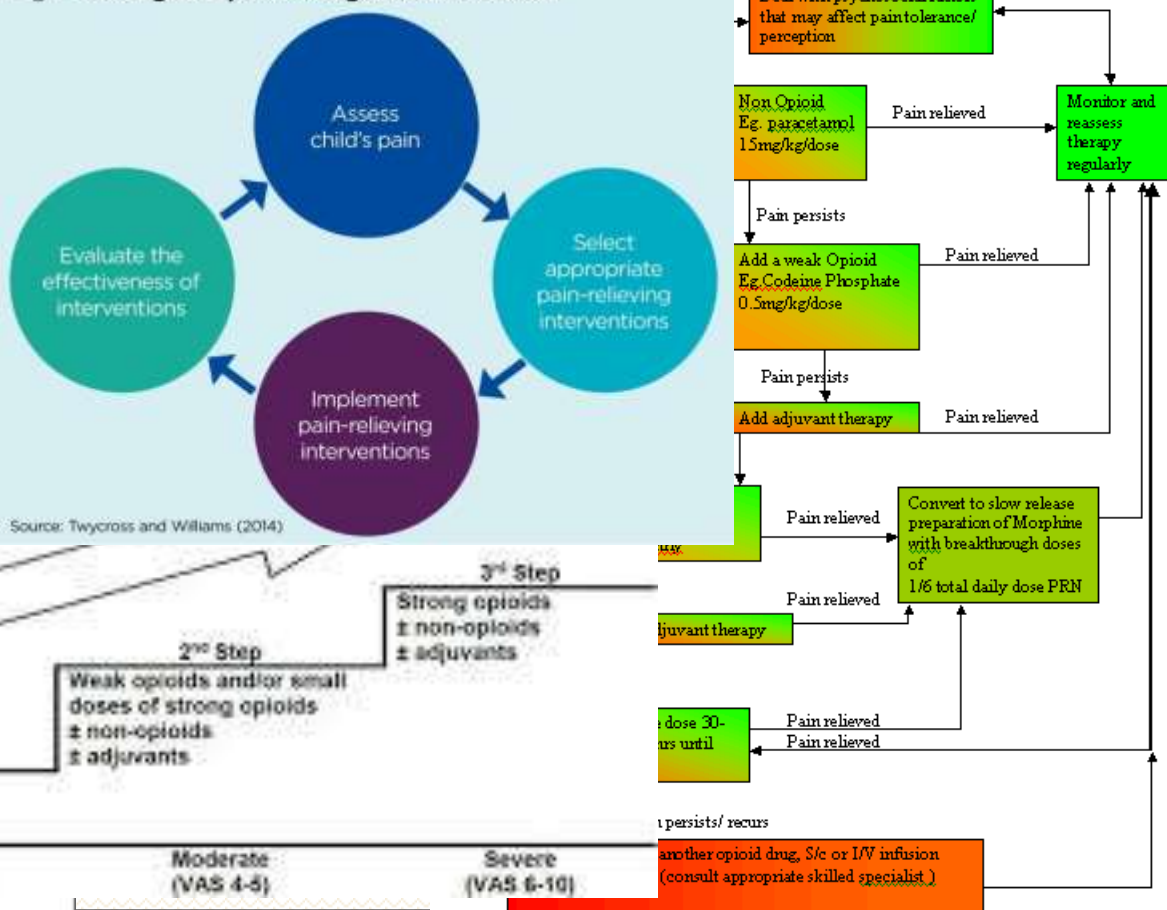 Assess
child's pain
Select
appropriate
pain-relieving
interventions
Implement
pain-relieving
interventions
Evaluate the
effectiveness of
interventions
Source: Twycross and Williams (2014)
that may affect paintolerance/
perception
Non Opioid
Eg. paracetamol
15mg/kg/dose
Pain relieved
Monitor and
reassess
therapy
regularly
Pain persists
Add a weak Opioid
Eg.Codeine Phosphate
0.5mg/kg/dose
Pain relieved
Pain persists
Add adjuvant therapy
Pain relieved
Pain relieved
Convert to slow release
preparation of Morphine
with breakthrough doses
of
1/6 total daily dose PRN
Pain relieved
therapy
dose 30-
until
Pain relieved
Pain relieved
persists/ recurs
another opioid drug, S/c or I/V infusion
(consult appropriate skilled specialist )
3rd Step
Strong opioids
± non-opioids
± adjuvants
2nd Step
Weak opioids and/or small
doses of strong opioids
± non-opioids
± adjuvants
Moderate
(VAS 4-5)
Severe
(VAS 6-10)